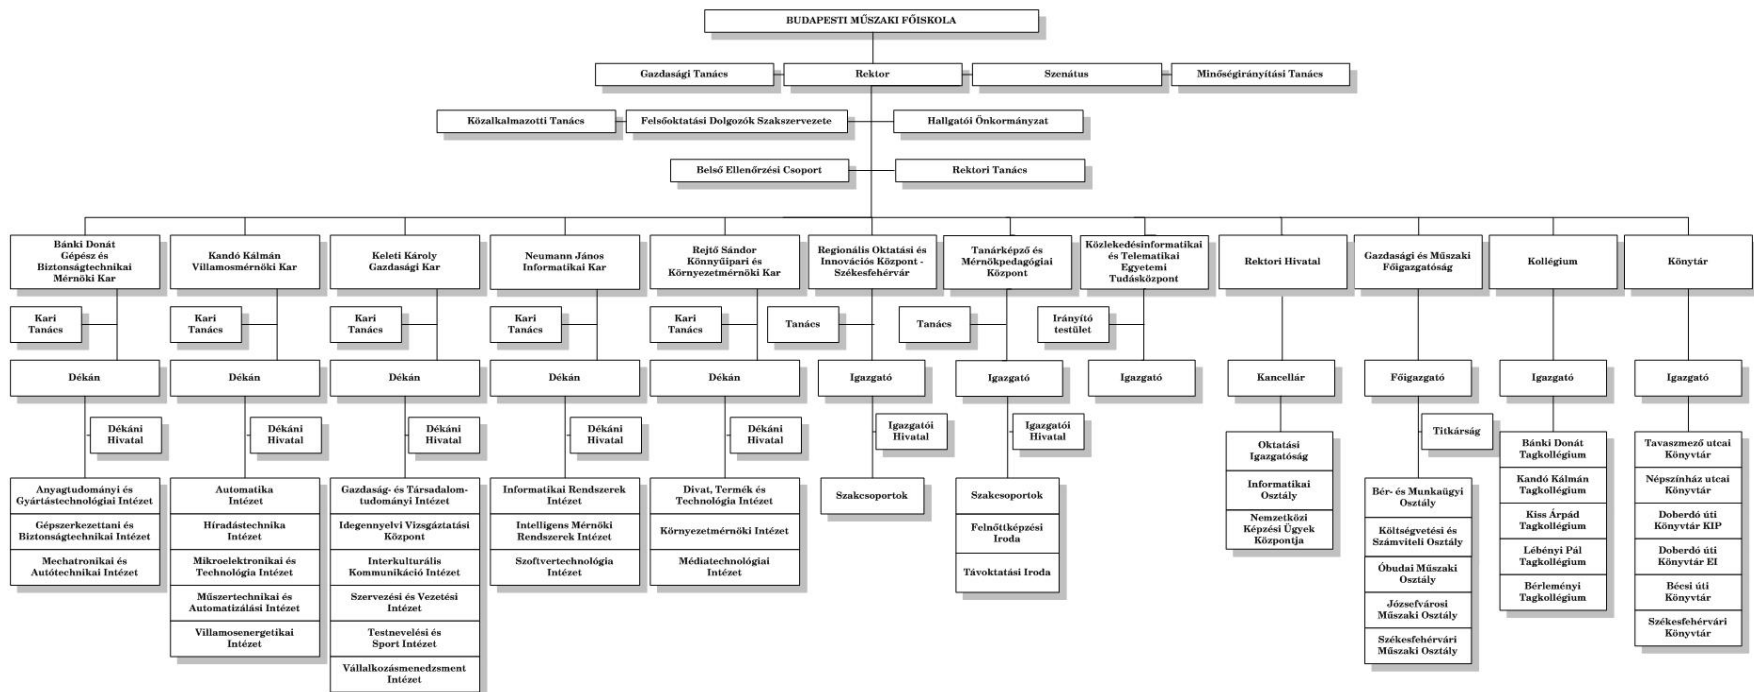 BUDAPESTI MŰSZAKI FŐISKOLA
Gazdasági Tanács
Rektor
Szenátus
Minőségirányítási Tanács
Közalkalmazotti Tanács
Felsőoktatási Dolgozók Szakszervezete
Hallgatói Önkormányzat
Belső Ellenőrzési Csoport
Rektori Tanács
Bánki Donát
Gépész és
Biztonságtechnikai
Mérnöki Kar
Kandó Kálmán
Villamosmérnöki Kar
Keleti Károly
Gazdasági Kar
Neumann János
Informatikai Kar
Rejtő Sándor
Könnyűipari és
Környezetmérnöki Kar
Regionális Oktatási és
Innovációs Központ -
Székesfehérvár
Tanárképző és
Mérnökpedagógiai
Központ
Közlekedésinformatikai
és Telematikai
Egyetemi
Tudásközpont
Rektori Hivatal
Gazdasági és Műszaki
Főigazgatóság
Kollégium
Könytár
Kari
Tanács
Kari
Tanács
Kari
Tanács
Kari
Tanács
Kari
Tanács
Tanács
Tanács
Irányító
testület
Dékán
Dékán
Dékán
Dékán
Dékán
Igazgató
Igazgató
Igazgató
Kancellár
Főigazgató
Igazgató
Igazgató
Dékáni
Hivatal
Dékáni
Hivatal
Dékáni
Hivatal
Dékáni
Hivatal
Dékáni
Hivatal
Igazgatói
Hivatal
Igazgatói
Hivatal
Titkárság
Anyagtudományi és
Gyártástechnológiai Intézet
Gépszerkezettani és
Biztonságtechnikai Intézet
Mechatronikai és
Autótechnikai Intézet
Automatika
Intézet
Híradástechnika
Intézet
Mikroelektronikai és
Technológia Intézet
Műszertechnikai és
Automatizálási Intézet
Villamosenergetikai
Intézet
Gazdaság- és Társadalom-
tudományi Intézet
Idegennyelvi Vizsgáztatási
Központ
Interkulturális
Kommunikáció Intézet
Szervezési és Vezetési
Intézet
Testnevelési és
Sport Intézet
Vállalkozásmenedzsment
Intézet
Informatikai Rendszerek
Intézet
Intelligens Mérnöki
Rendszerek Intézet
Szoftvertechnológia
Intézet
Divat, Termék és
Technológia Intézet
Környezetmérnöki Intézet
Médiatechnológiai
Intézet
Szakcsoportok
Szakcsoportok
Felnőttképzési
Iroda
Távoktatási Iroda
Oktatási
Igazgatóság
Informatikai
Osztály
Nemzetközi
Képzési Ügyek
Központja
Bér- és Munkaügyi
Osztály
Költségvetési és
Számviteli Osztály
Óbudai Műszaki
Osztály
Józsefvárosi
Műszaki Osztály
Székesfehérvári
Műszaki Osztály
Bánki Donát
Tagkollégium
Kandó Kálmán
Tagkollégium
Kiss Árpád
Tagkollégium
Lébényi Pál
Tagkollégium
Bérleményi
Tagkollégium
Tavaszmező utcai
Könyvtár
Népszínház utcai
Könyvtár
Doberdó úti
Könyvtár KIP
Doberdó úti
Könyvtár EI
Bécsi úti
Könyvtár
Székesfehérvári
Könyvtár